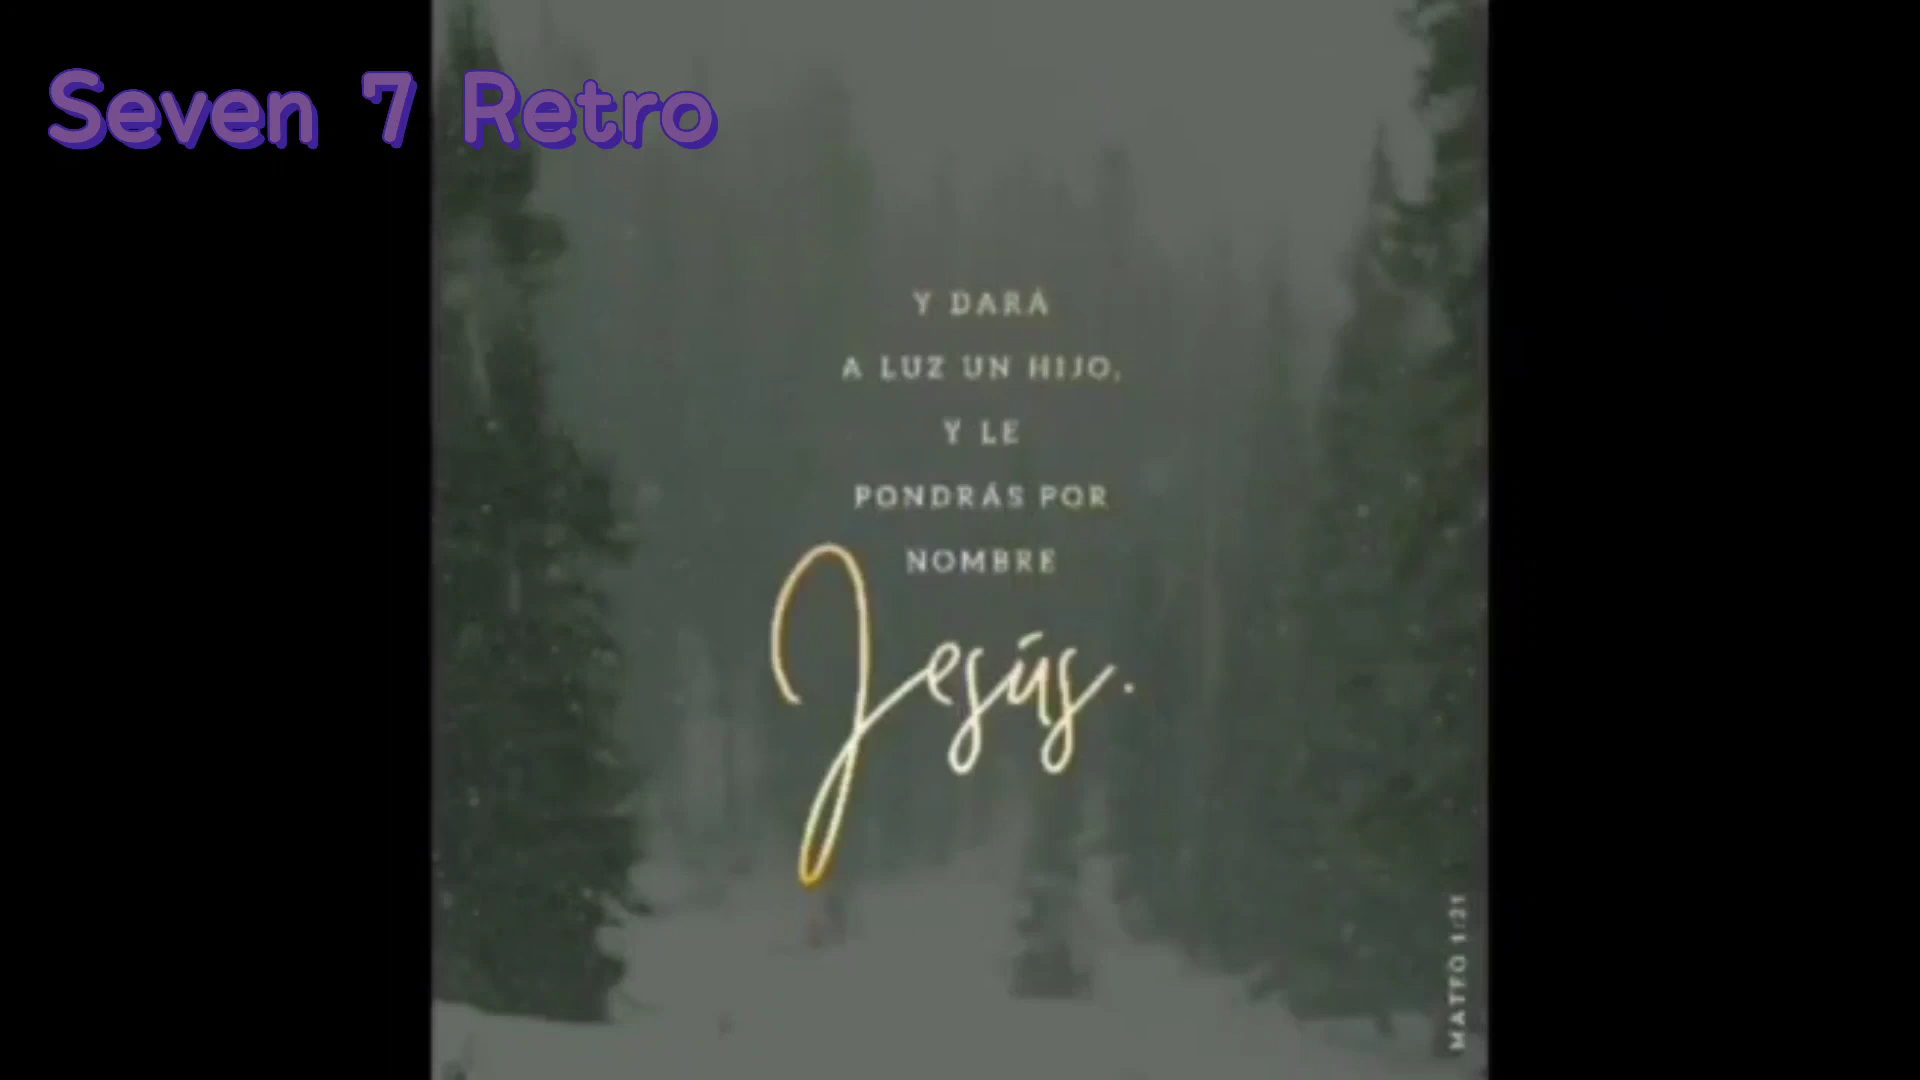 Seven 7 Retro
Y DARÁ
A LUZ UN HIJO,
Y LE
PONDRÁS POR
NOMBRE
Jesús.
MATEO 1:21